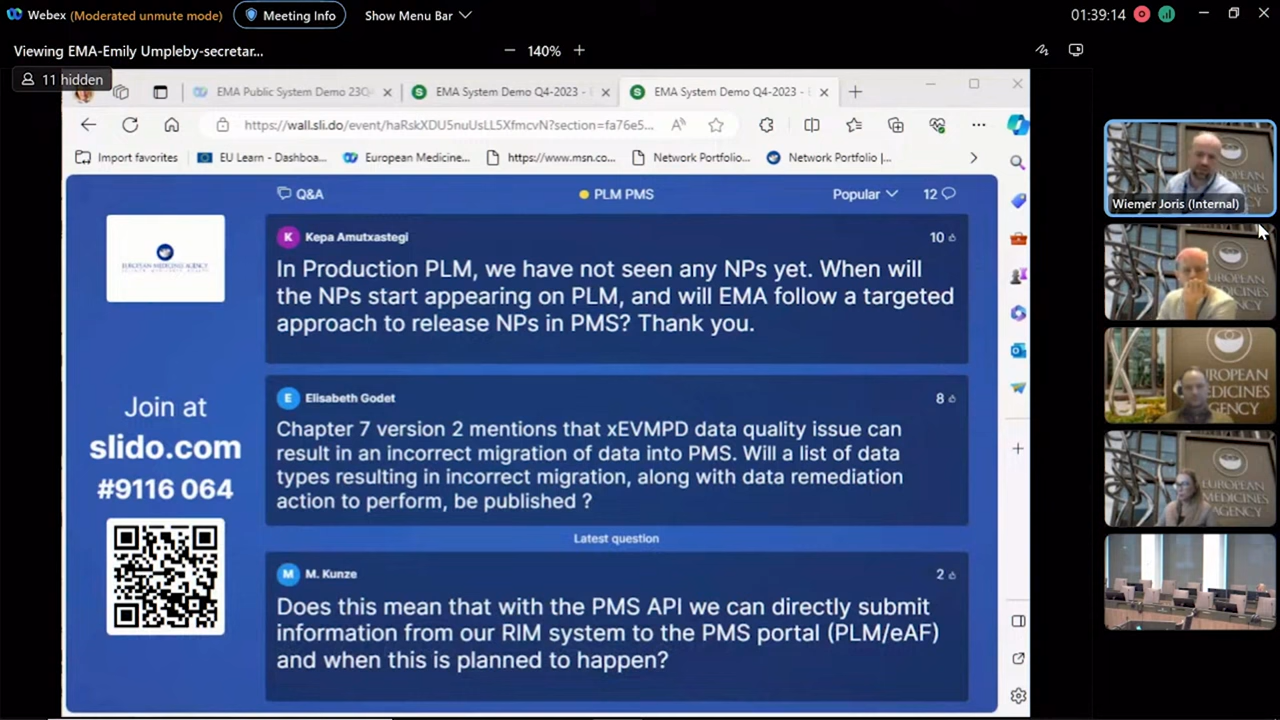 Webex (Moderated unmute mode) Meeting Info Show Menu Bar 01:39:14
Viewing EMA-Emily Umpleby-secretar... 140%
11 hidden
EMA Public System Demo 23Q EMA System Demo Q4-2023 - EMA System Demo Q4-2023 -
https://wall.sli.do/event/haRskXDU5nuUsLL5XfmcvN?section=fa76e5...
Import favorites EU Learn - Dashboa... European Medicine... https://www.msn.co... Network Portfolio... Network Portfolio |...
Q&A PLM PMS Popular 12
EUROPEAN MEDICINES AGENCY
Join at
slido.com
#9116 064
K Kepa Amutxastegi 10
In Production PLM, we have not seen any NPs yet. When will
the NPs start appearing on PLM, and will EMA follow a targeted
approach to release NPs in PMS? Thank you.
E Elisabeth Godet 8
Chapter 7 version 2 mentions that xEVMPD data quality issue can
result in an incorrect migration of data into PMS. Will a list of data
types resulting in incorrect migration, along with data remediation
action to perform, be published ?
Latest question
M M. Kunze 2
Does this mean that with the PMS API we can directly submit
information from our RIM system to the PMS portal (PLM/eAF)
and when this is planned to happen?
Wiemer Joris (Internal)
EUROPEAN
MEDICINES
AGENCY